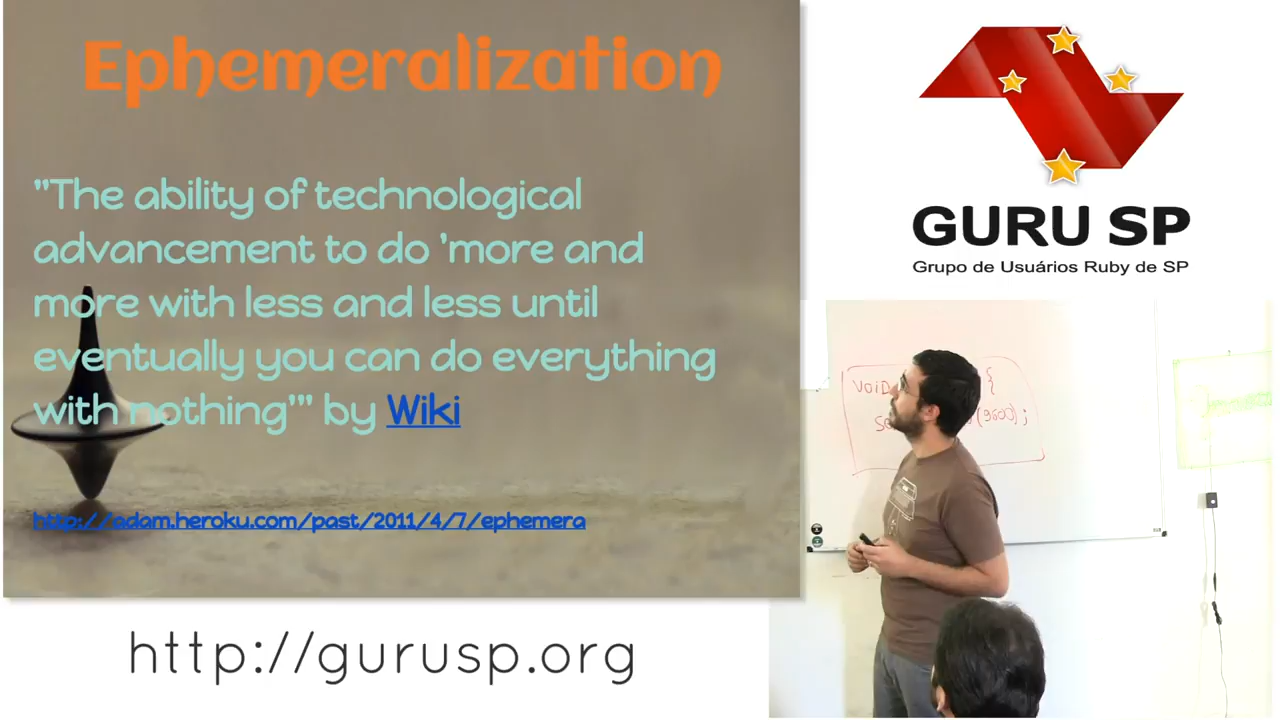 Ephemeralization
"The ability of technological
advancement to do 'more and
more with less and less until
eventually you can do everything
with nothing'" by Wiki
http://adam.heroku.com/past/2011/4/7/ephemera
http://gurusp.org
GURU SP
Grupo de Usuários Ruby de SP
VOID {
(9600);